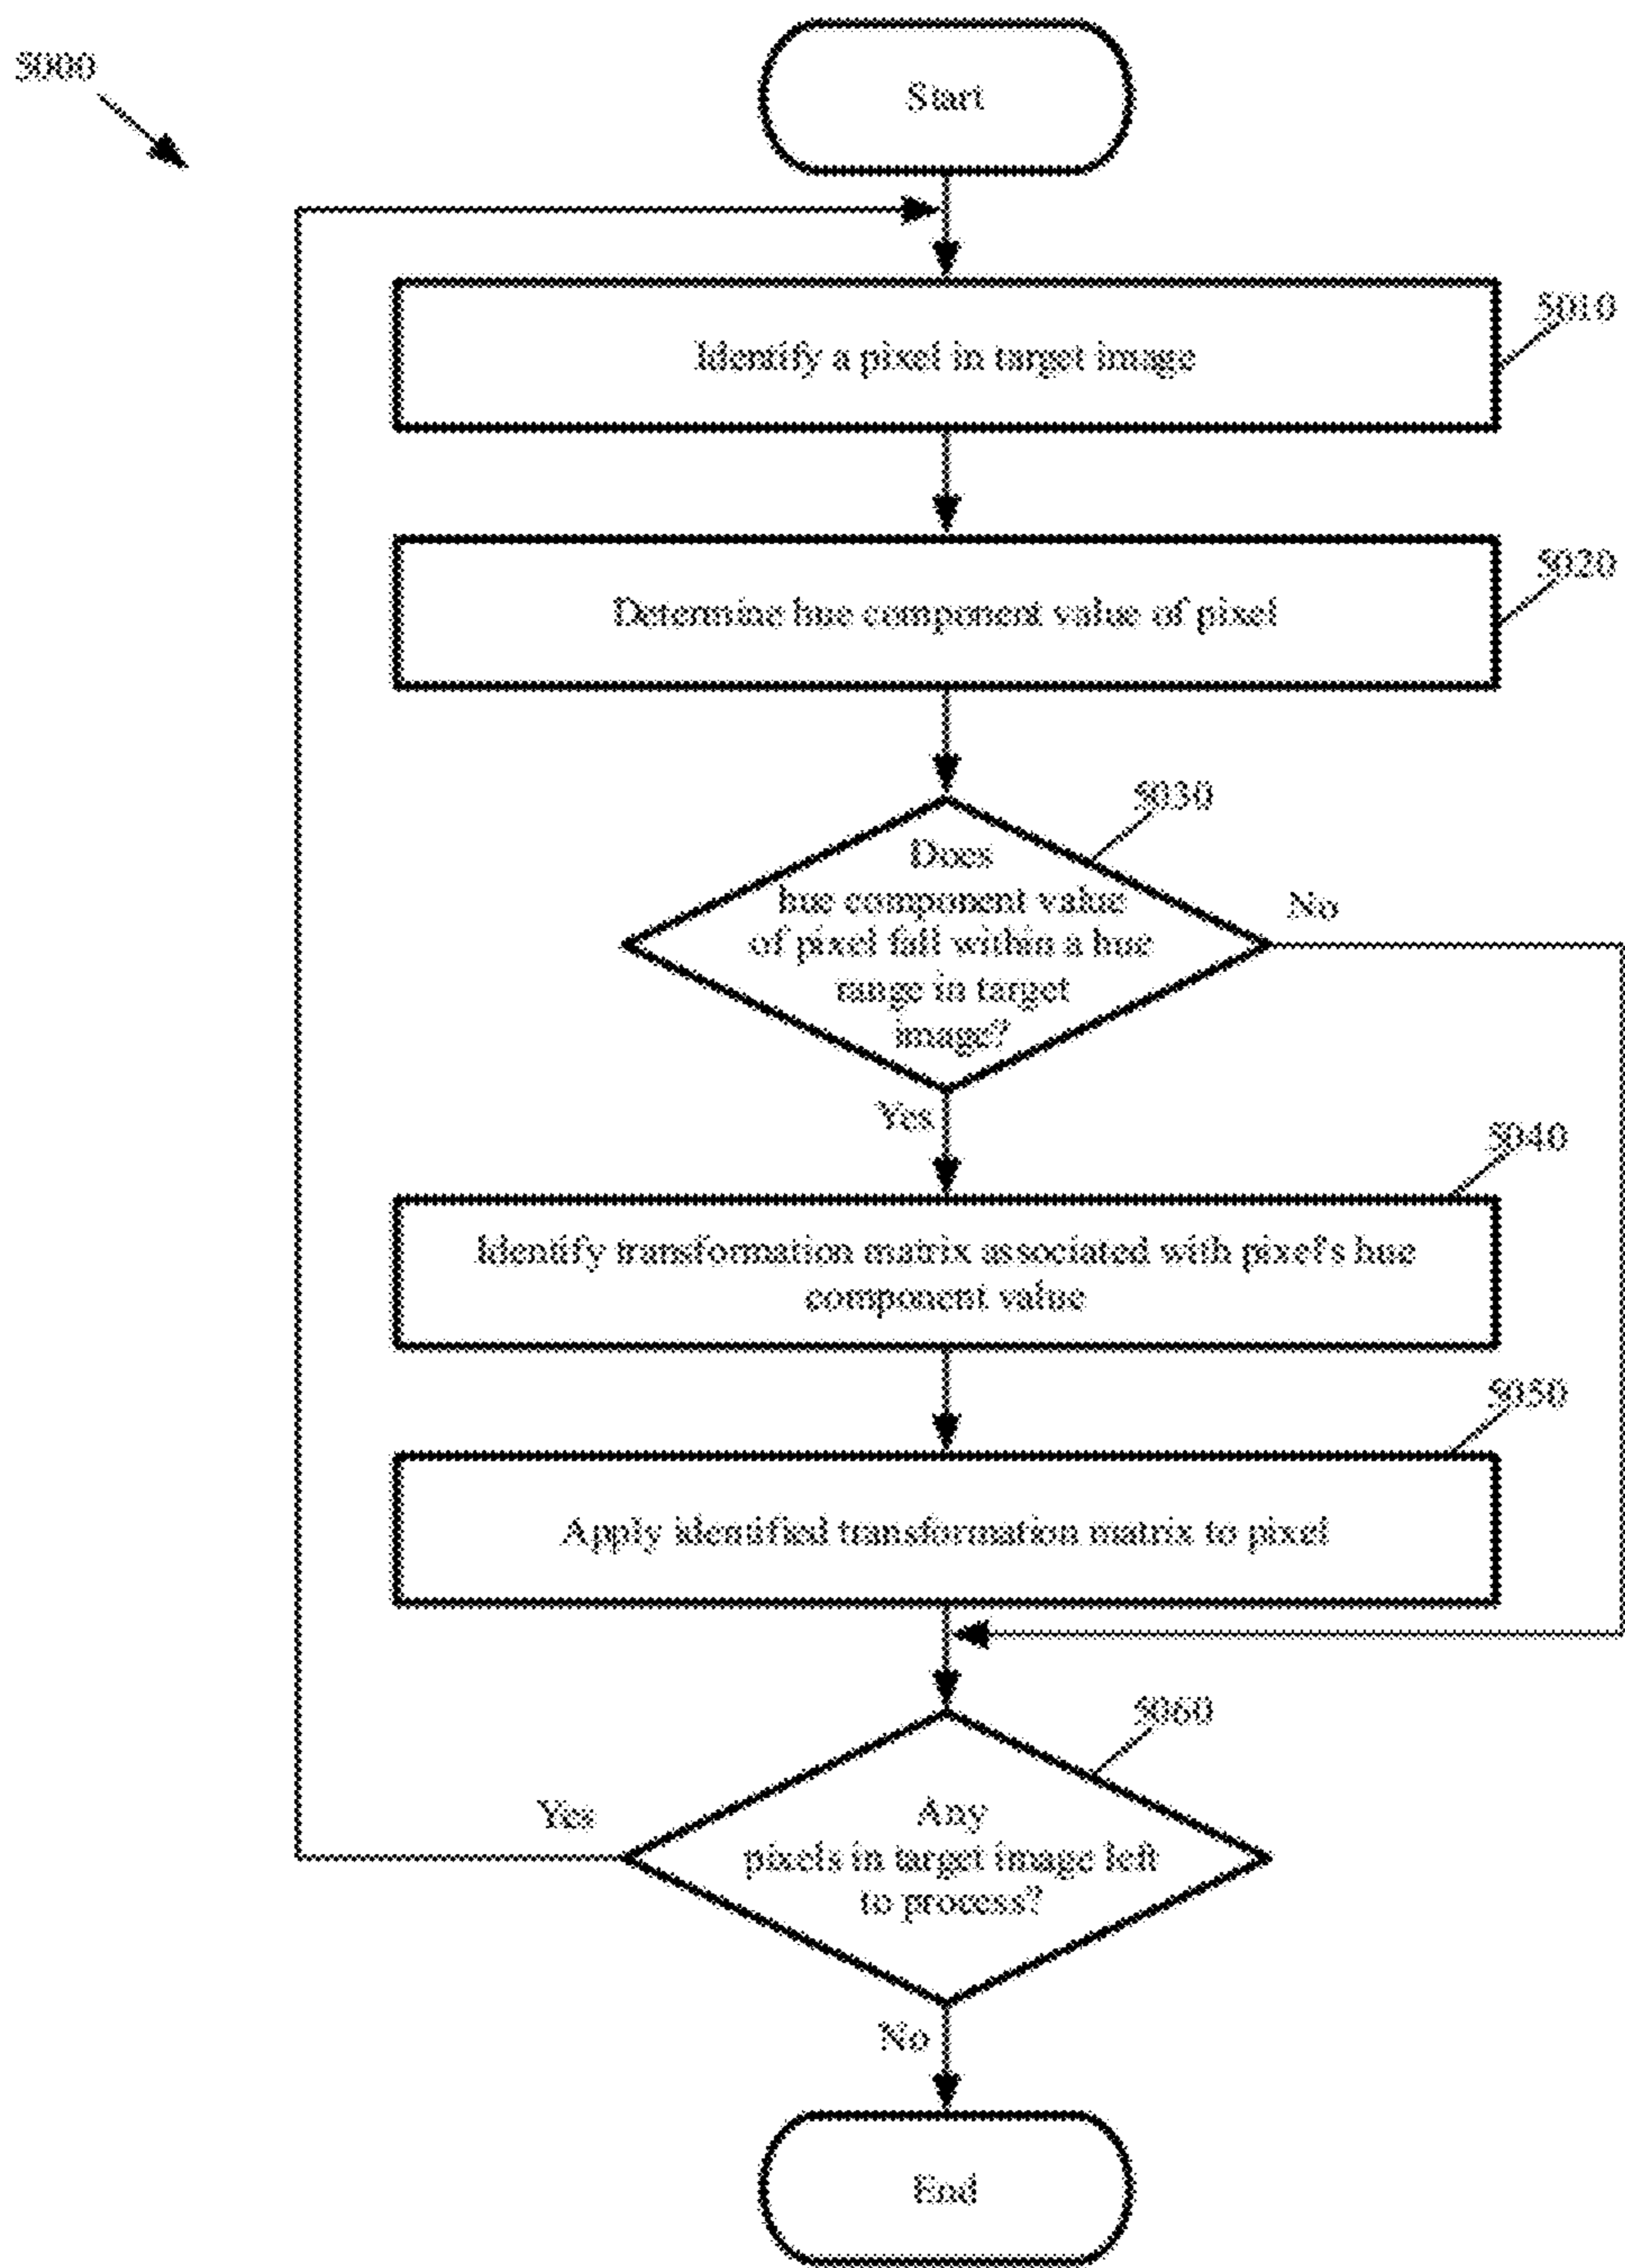 5000
Start
5010
Identify a pixel in target image
5020
Determine hue component value of pixel
5030
Does
hue component value
of pixel fall within a hue
range in target
image?
No
Yes
5040
Identify transformation matrix associated with pixel's hue
component value
5050
Apply identified transformation matrix to pixel
5060
Any
pixels in target image left
to process?
Yes
No
End